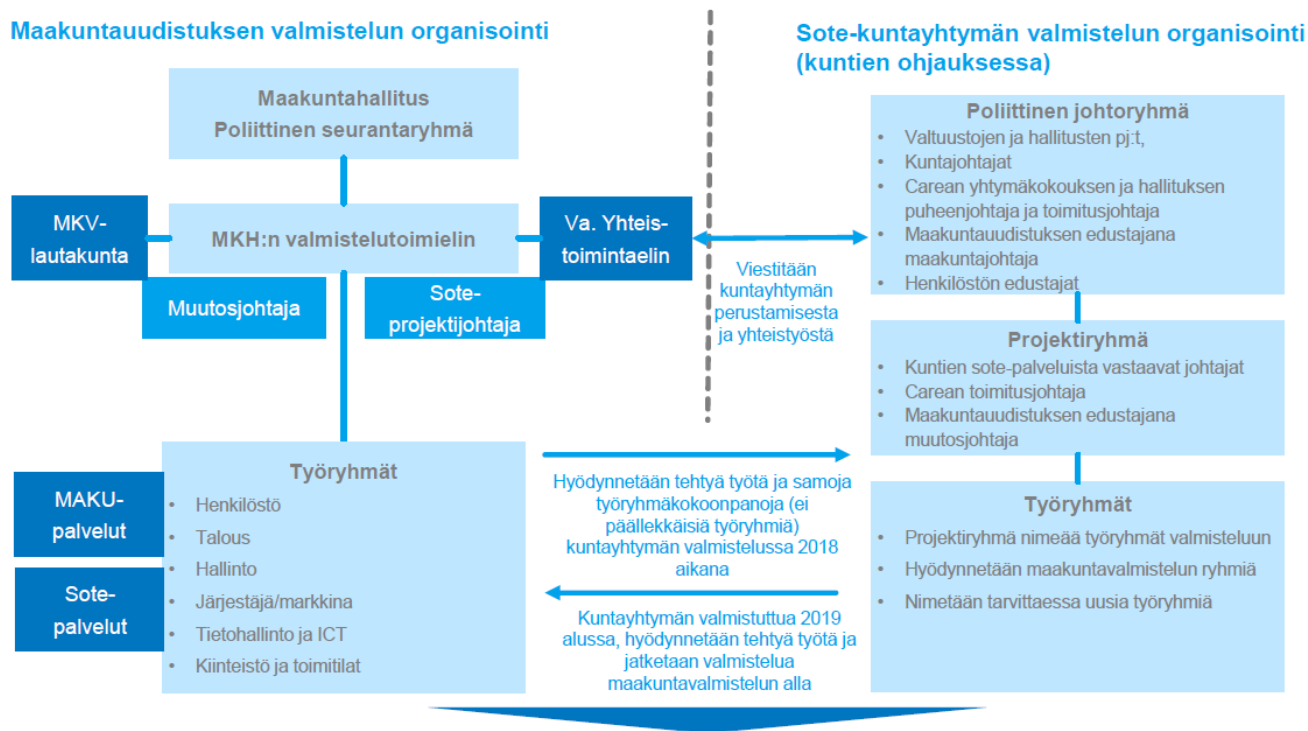 Maakuntauudistuksen valmistelun organisointi
Maakuntahallitus
Poliittinen seurantaryhmä
MKV-
lautakunta
MKH:n valmistelutoimielin
Va. Yhteis-
toimintaelin
Muutosjohtaja
Sote-
projektijohtaja
MAKU-
palvelut
Sote-
palvelut
Työryhmät
• Henkilöstö
• Talous
• Hallinto
• Järjestäjä/markkina
• Tietohallinto ja ICT
• Kiinteistö ja toimitilat
Viestitään
kuntayhtymän
perustamisesta
ja yhteistyöstä
Hyödynnetään tehtyä työtä ja samoja
työryhmäkokoonpanoja (ei
päällekkäisiä työryhmiä)
kuntayhtymän valmistelussa 2018
aikana
Kuntayhtymän valmistuttua 2019
alussa, hyödynnetään tehtyä työtä ja
jatketaan valmistelua
maakuntavalmistelun alla
Sote-kuntayhtymän valmistelun organisointi
(kuntien ohjauksessa)
Poliittinen johtoryhmä
• Valtuustojen ja hallitusten pj:t,
• Kuntajohtajat
• Carean yhtymäkokouksen ja hallituksen
puheenjohtaja ja toimitusjohtaja
• Maakuntauudistuksen edustajana
maakuntajohtaja
• Henkilöstön edustajat
Projektiryhmä
• Kuntien sote-palveluista vastaavat johtajat
• Carean toimitusjohtaja
• Maakuntauudistuksen edustajana
muutosjohtaja
Työryhmät
• Projektiryhmä nimeää työryhmät valmisteluun
• Hyödynnetään maakuntavalmistelun ryhmiä
• Nimetään tarvittaessa uusia työryhmiä